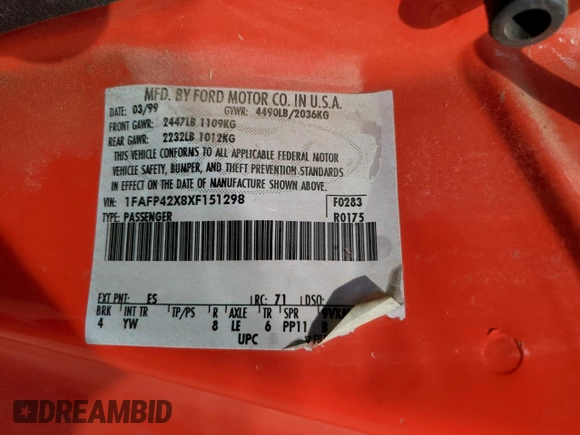 MFD. BY FORD MOTOR CO. IN U.S.A.
DATE: 03/99 GVWR: 4490LB/2036KG
FRONT GAWR: 2447LB 1109KG
REAR GAWR: 2232LB 1012KG
THIS VEHICLE CONFORMS TO ALL APPLICABLE FEDERAL MOTOR
VEHICLE SAFETY, BUMPER, AND THEFT PREVENTION STANDARDS
IN EFFECT ON THE DATE OF MANUFACTURE SHOWN ABOVE.
VIN: 1FAFP42X8XF151298 F0283
TYPE: PASSENGER R0175
EXT PNT: ES RC: 71 DSO:
BRK INT TR TP/PS R AXLE TR SPR
4 YW 8 LE 6 PP11 B
UPC
DREAMBID